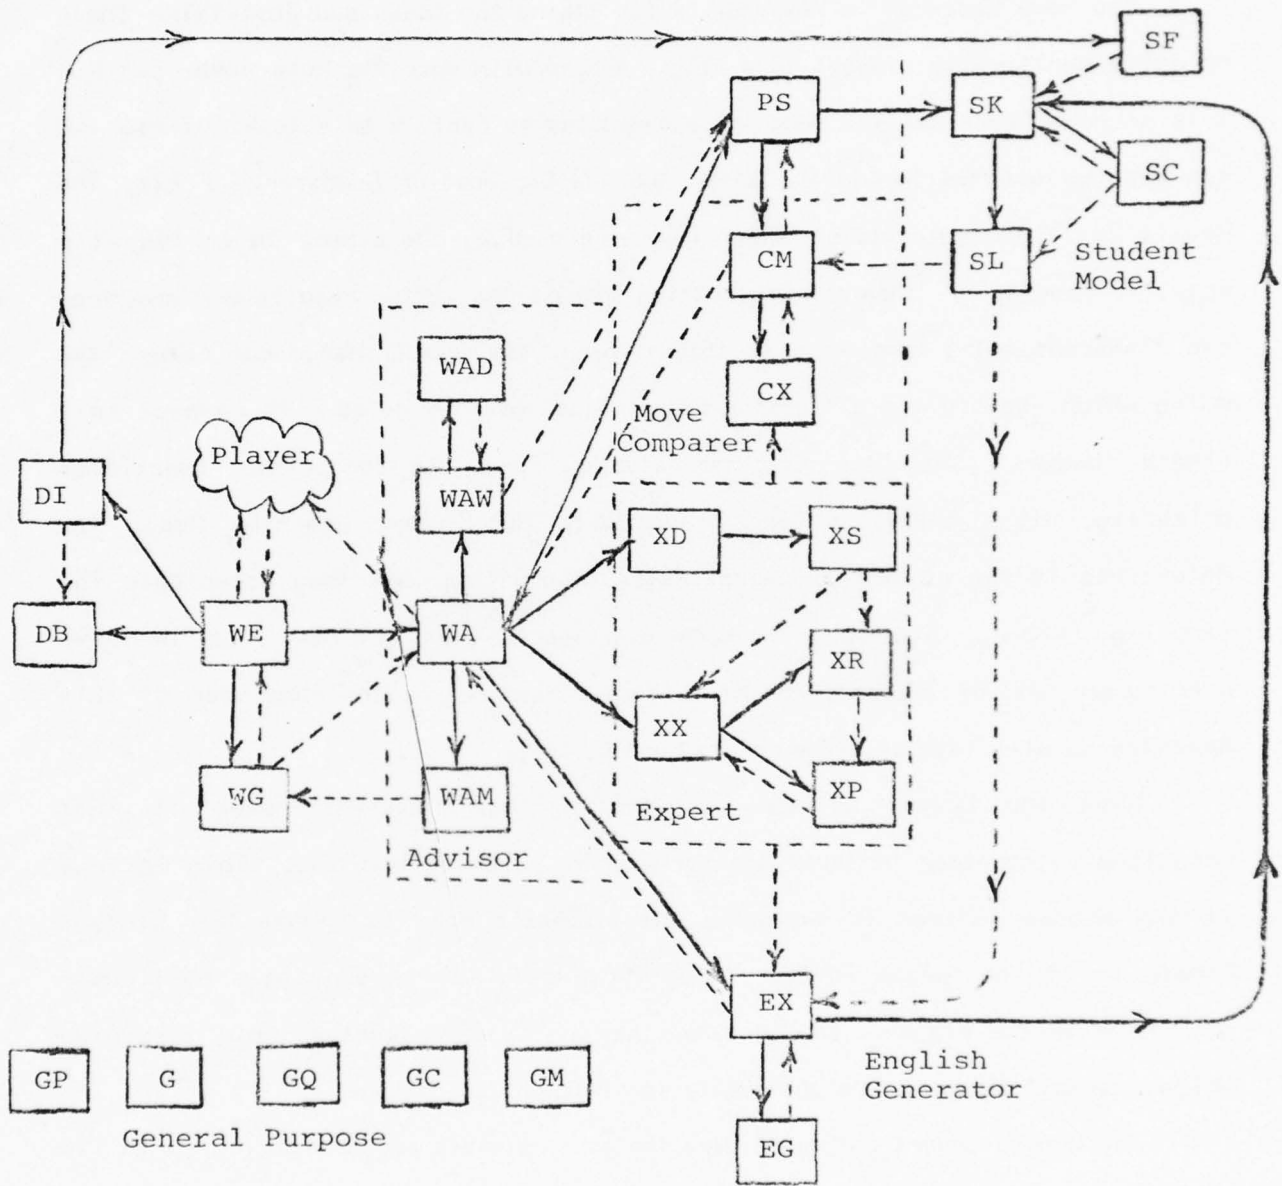 SF
PS
SK
SC
CM
SL
Student
Model
WAD
CX
Move
Comparer
Player
DI
WAW
XD
XS
DB
WE
WA
XR
XX
WG
WAM
XP
Expert
Advisor
EX
GP
G
GQ
GC
GM
English
Generator
General Purpose
EG